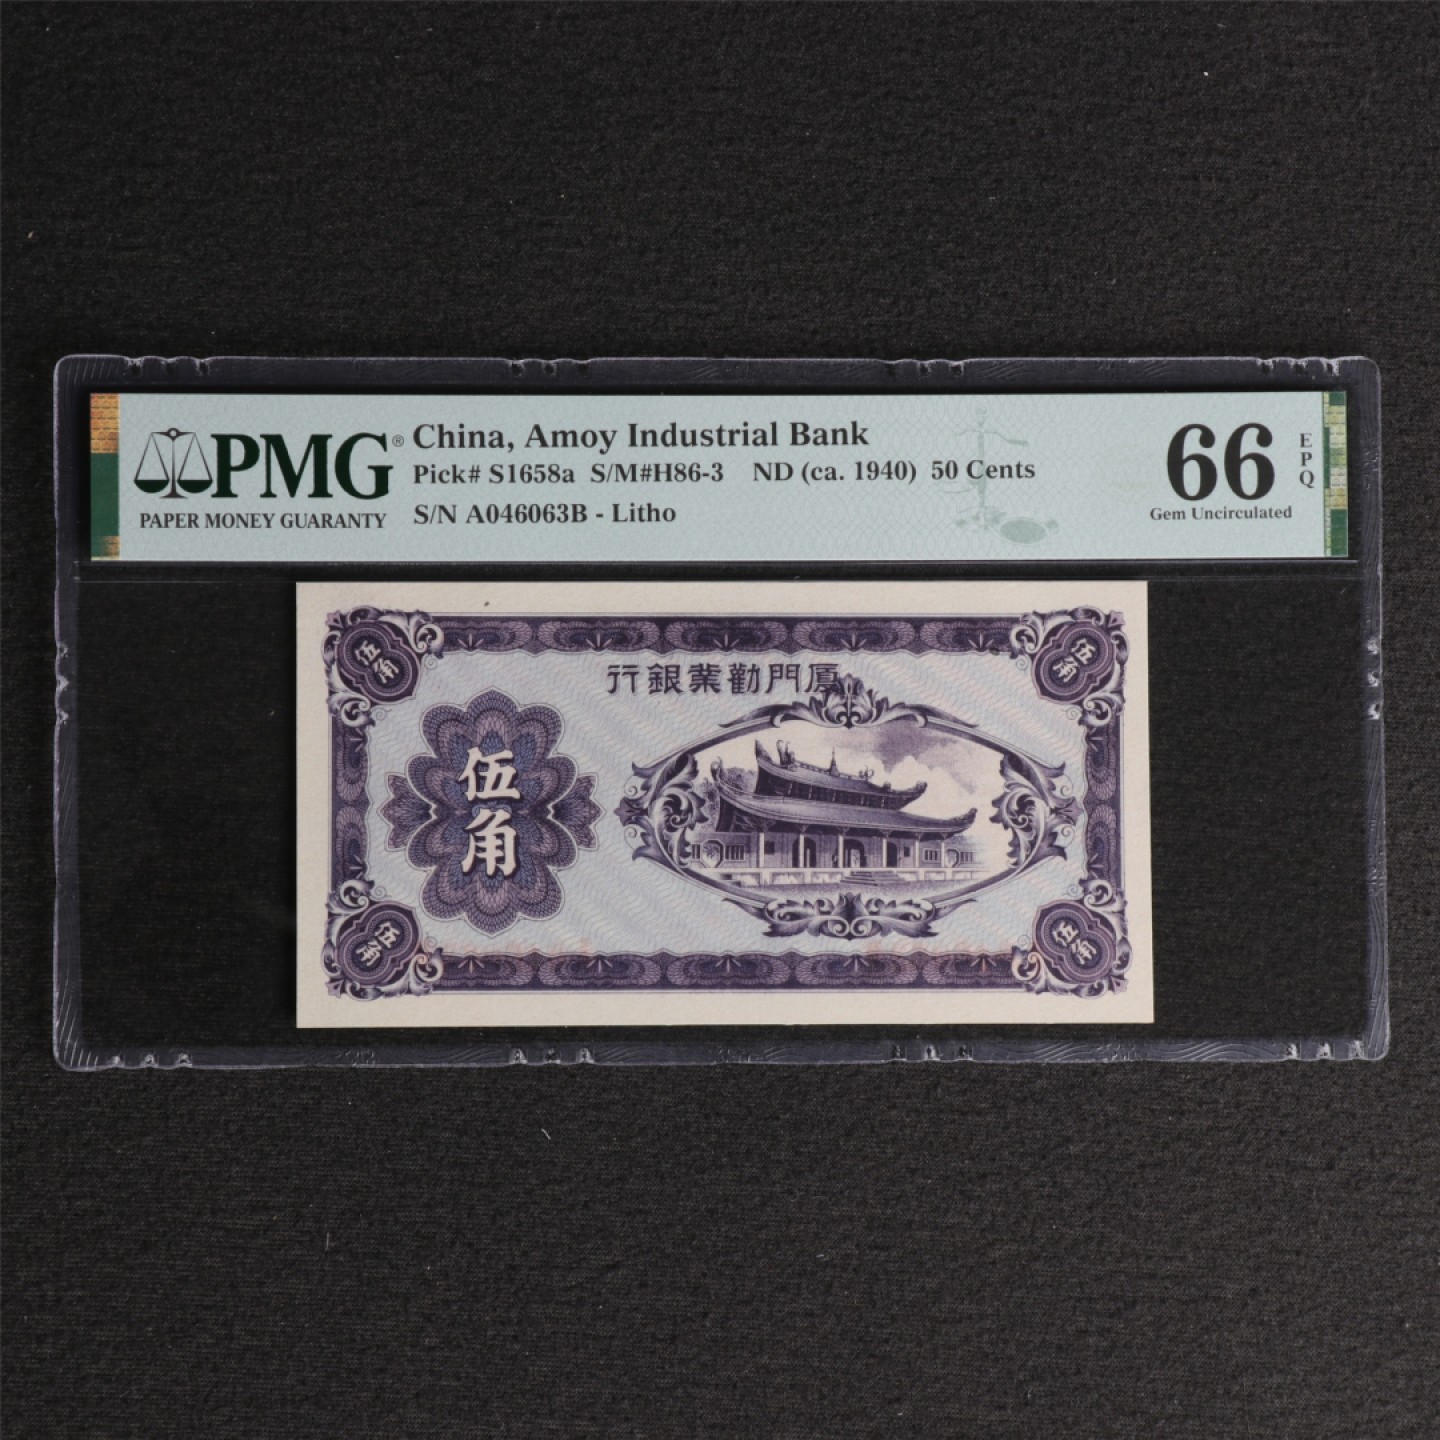 PMG®
PAPER MONEY GUARANTY
China, Amoy Industrial Bank
Pick# S1658a S/M#H86-3 ND (ca. 1940) 50 Cents
S/N A046063B - Litho
66
EPQ
Gem Uncirculated
伍角
伍角
行銀業勸門厦
伍角
伍角
伍角